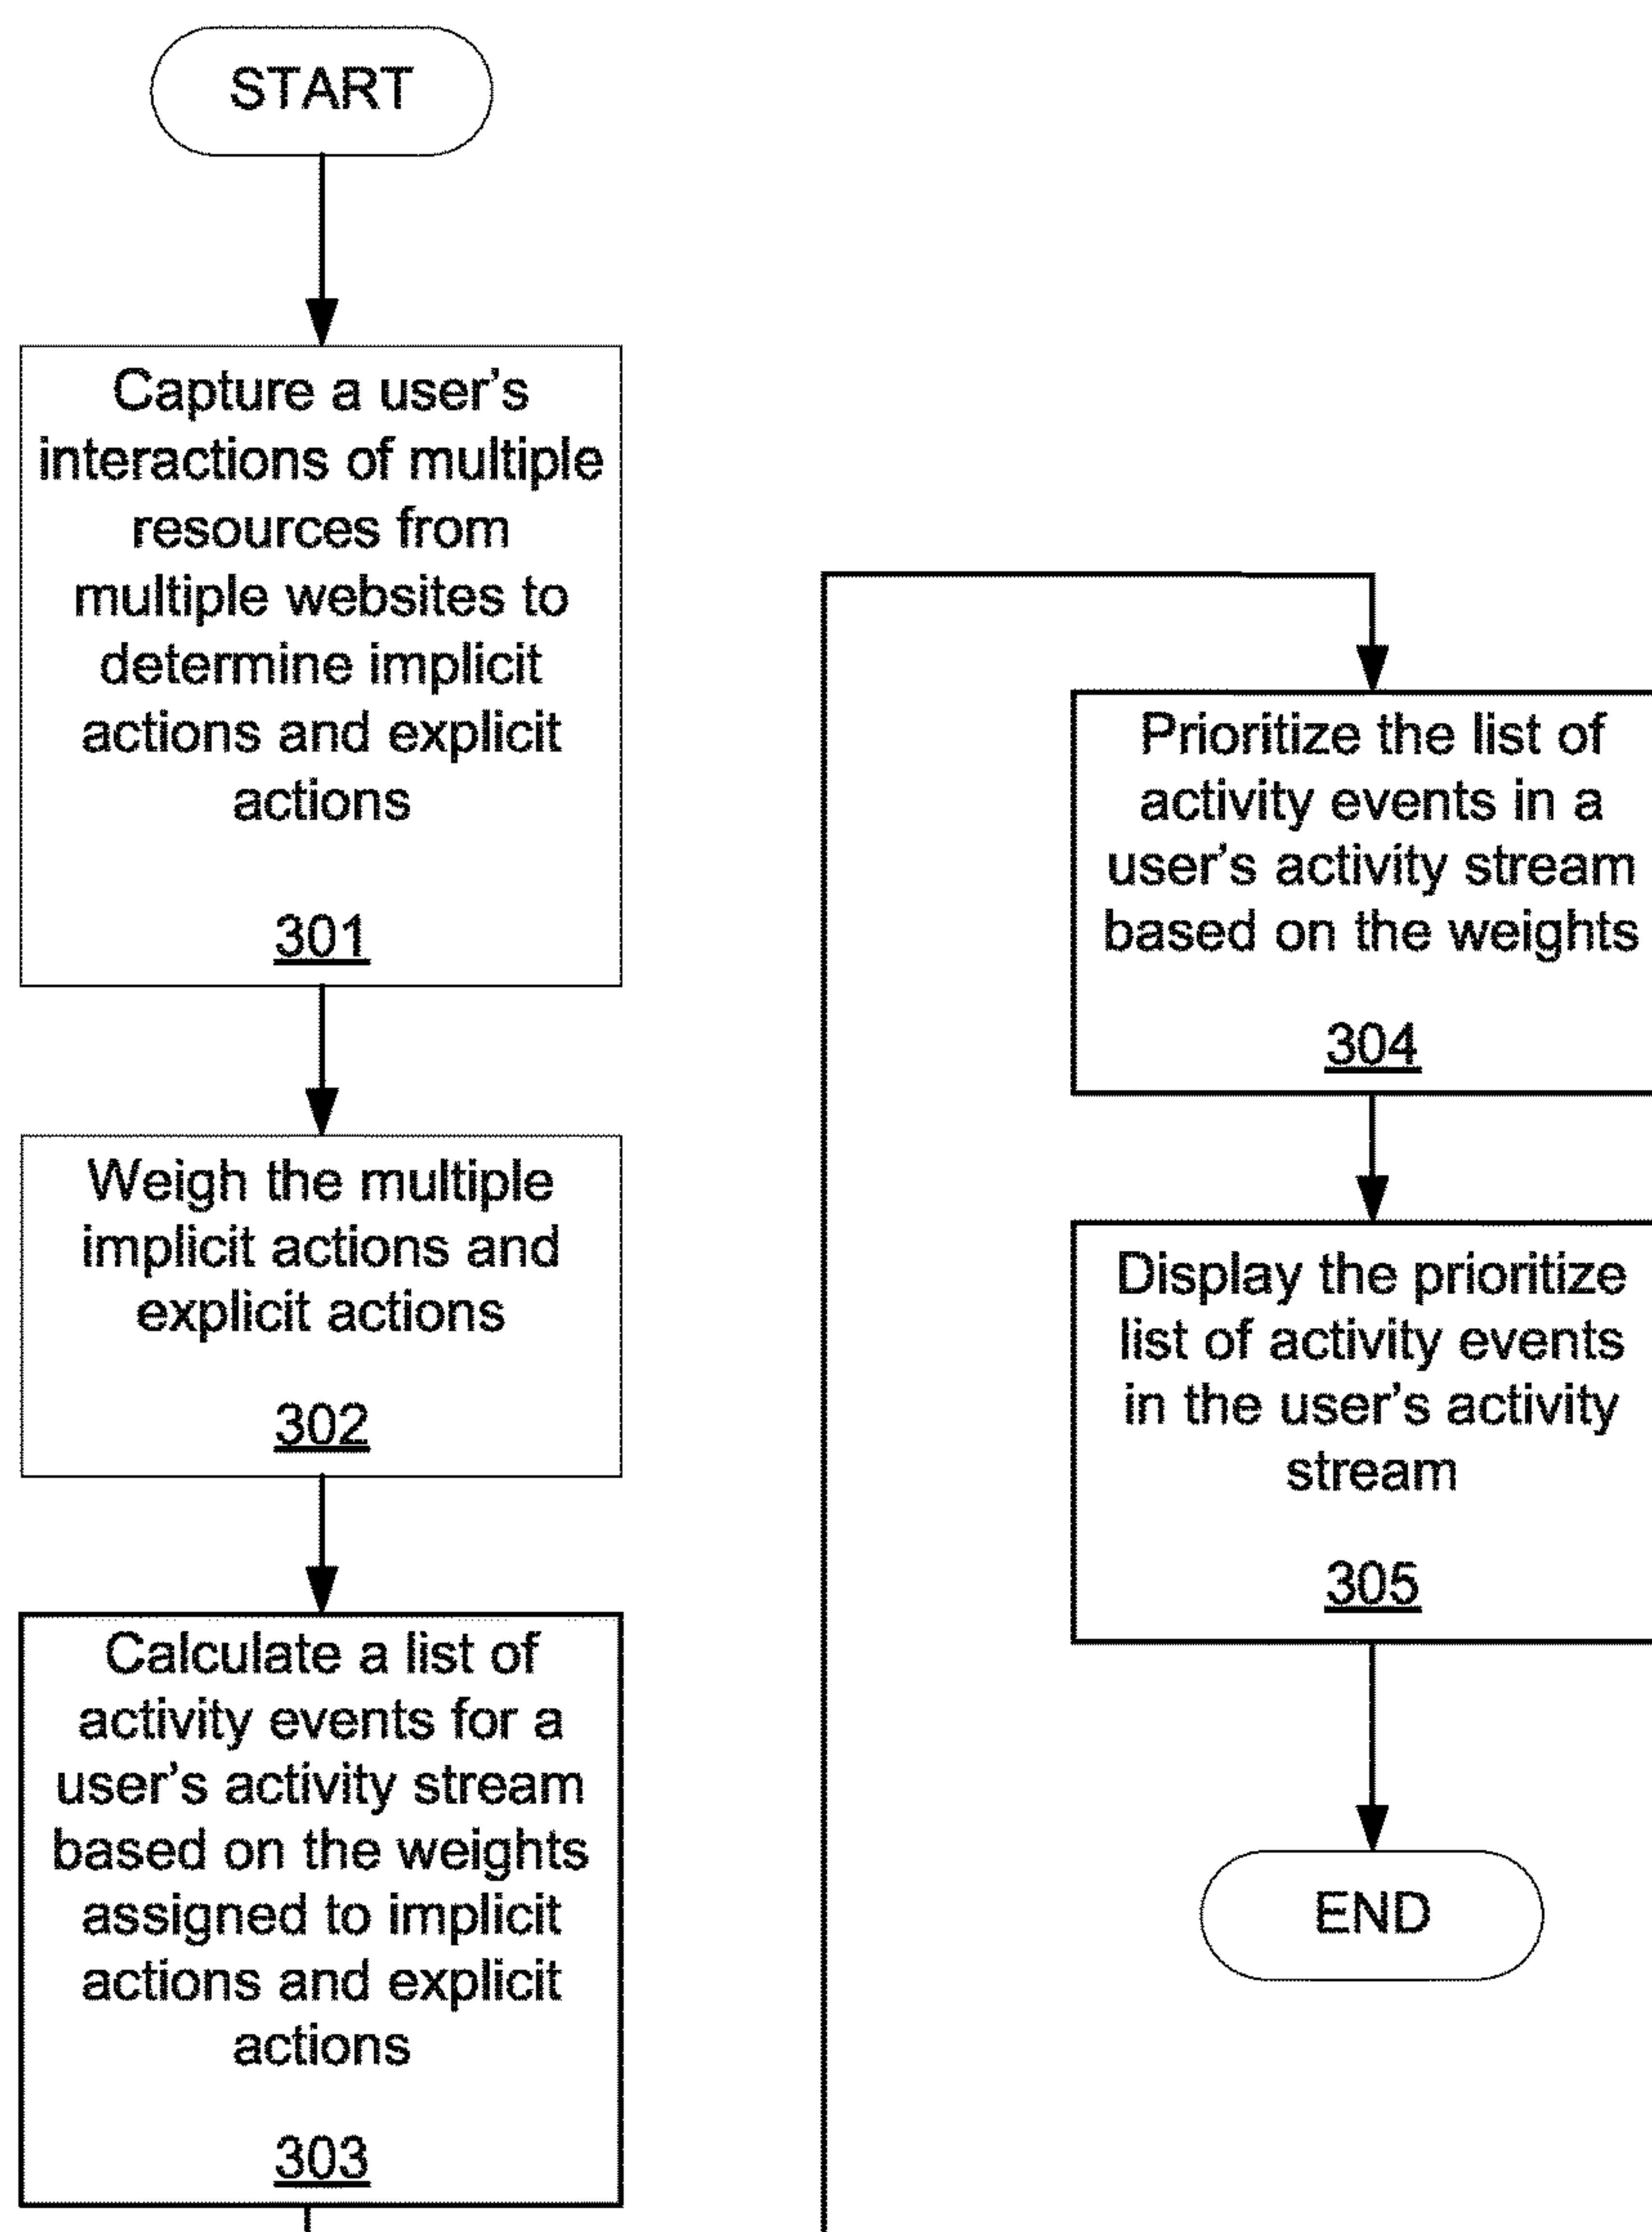 START
Capture a user's
interactions of multiple
resources from
multiple websites to
determine implicit
actions and explicit
actions
301
Weigh the multiple
implicit actions and
explicit actions
302
Calculate a list of
activity events for a
user's activity stream
based on the weights
assigned to implicit
actions and explicit
actions
303
Prioritize the list of
activity events in a
user's activity stream
based on the weights
304
Display the prioritize
list of activity events
in the user's activity
stream
305
END